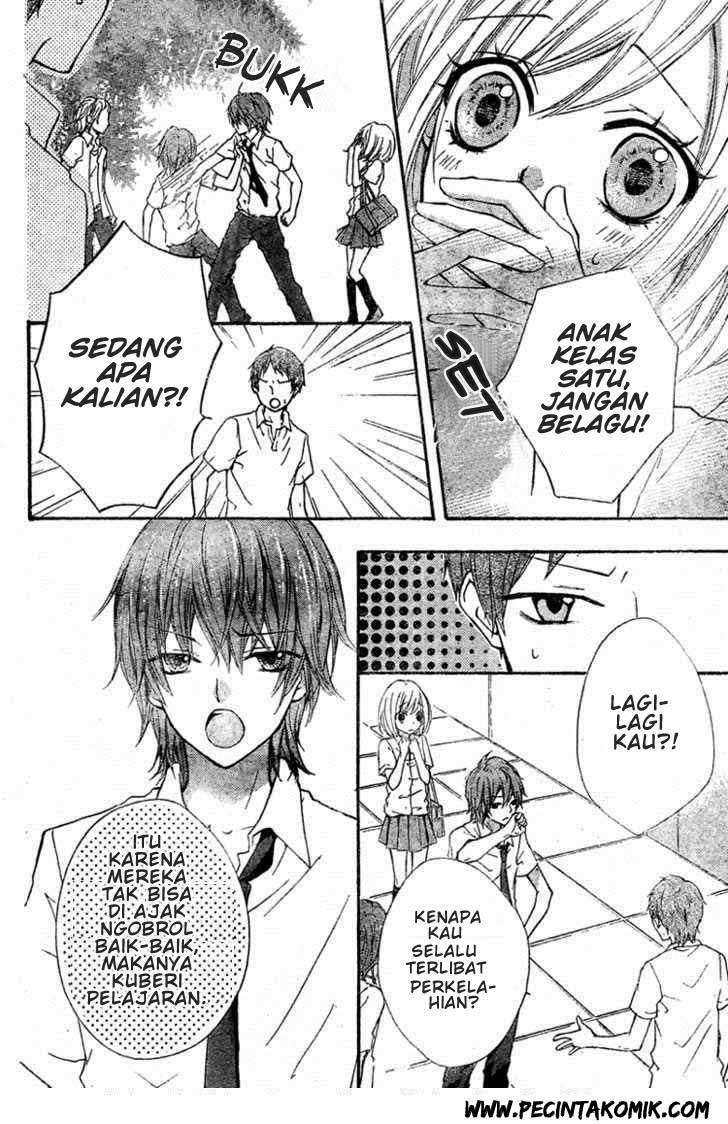 BUKK
SET
ANAK
KELAS
SATU,
JANGAN
BELAGU!
SEDANG
APA
KALIAN?!
LAGI-
LAGI
KAU?!
KENAPA
KAU
SELALU
TERLIBAT
PERKELA-
HIAN?
ITU
KARENA
MEREKA
TAK BISA
DI AJAK
NGOBROL
BAIK-BAIK,
MAKANYA
KUBERI
PELAJARAN.
WWW.PECINTAKOMIK.COM